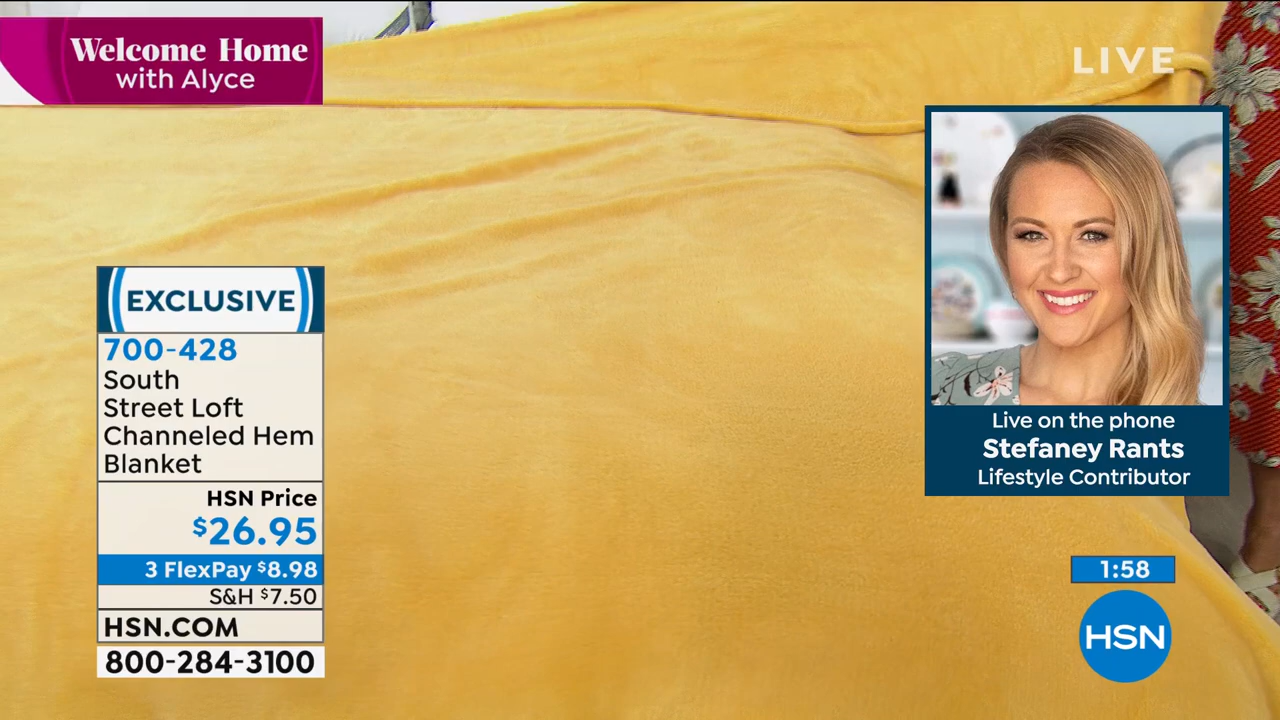 Welcome Home
with Alyce
LIVE
EXCLUSIVE
700-428
South
Street Loft
Channeled Hem
Blanket
HSN Price
$26.95
3 FlexPay $8.98
S&H $7.50
HSN.COM
800-284-3100
Live on the phone
Stefaney Rants
Lifestyle Contributor
1:58
HSN